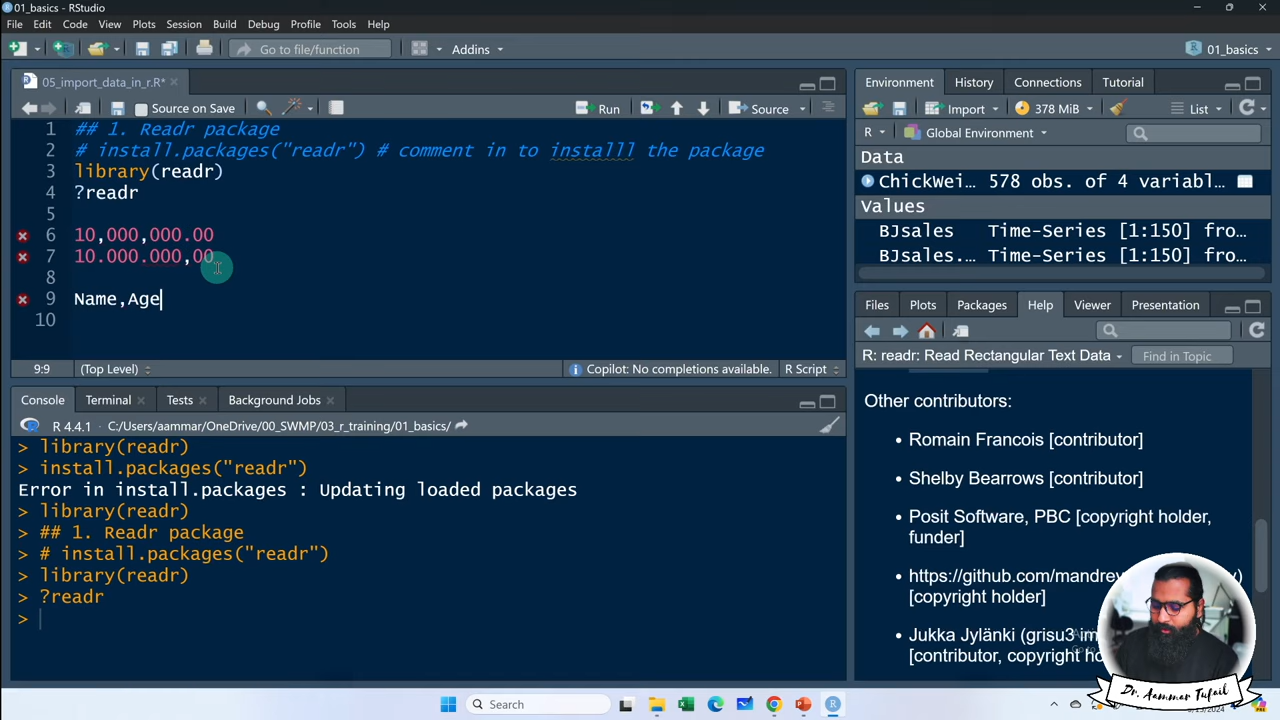 01_basics - RStudio
File Edit Code View Plots Session Build Debug Profile Tools Help
Go to file/function Addins 01_basics
05_import_data_in_r.R*
Source on Save Run Source
1 ## 1. Readr package
2 # install.packages("readr") # comment in to installl the package
3 library(readr)
4 ?readr
5
6 10,000,000.00
7 10.000.000,00
8
9 Name,Age
10
9:9 (Top Level) Copilot: No completions available. R Script
Console Terminal Tests Background Jobs
R 4.4.1 · C:/Users/aammar/OneDrive/00_SWMP/03_r_training/01_basics/
> library(readr)
> install.packages("readr")
Error in install.packages : Updating loaded packages
> library(readr)
> ## 1. Readr package
> # install.packages("readr")
> library(readr)
> ?readr
>
Environment History Connections Tutorial
Import 378 MiB List
R Global Environment
Data
ChickWei… 578 obs. of 4 variabl…
Values
BJsales Time-Series [1:150] fro…
BJsales.… Time-Series [1:150] fro…
Files Plots Packages Help Viewer Presentation
R: readr: Read Rectangular Text Data Find in Topic
Other contributors:
• Romain Francois [contributor]
• Shelby Bearrows [contributor]
• Posit Software, PBC [copyright holder,
funder]
• https://github.com/mandrey
[copyright holder]
• Jukka Jylänki (grisu3
[contributor, copyright
Dr. Aammar Tufail
Search